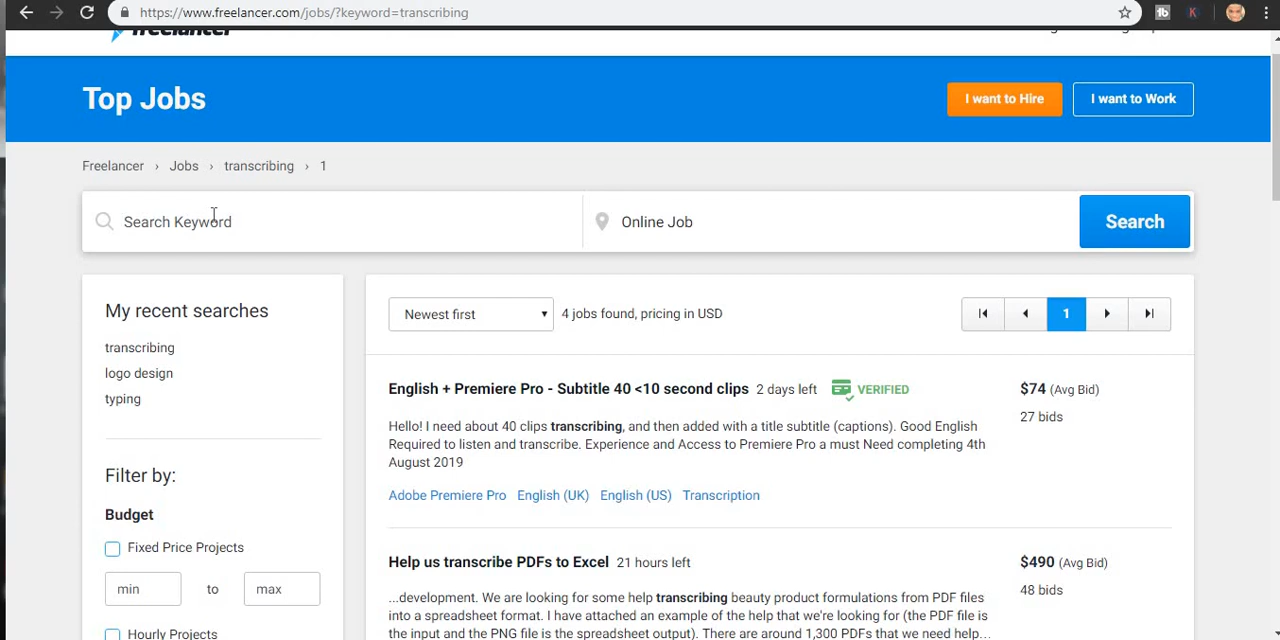 https://www.freelancer.com/jobs/?keyword=transcribing
tb
K
freelancer
Top Jobs
I want to Hire
I want to Work
Freelancer › Jobs › transcribing › 1
Search Keyword
Online Job
Search
My recent searches
transcribing
logo design
typing
Filter by:
Budget
Fixed Price Projects
min to max
Hourly Projects
Newest first
4 jobs found, pricing in USD
1
English + Premiere Pro - Subtitle 40 <10 second clips 2 days left VERIFIED
$74 (Avg Bid)
27 bids
Hello! I need about 40 clips transcribing, and then added with a title subtitle (captions). Good English
Required to listen and transcribe. Experience and Access to Premiere Pro a must Need completing 4th
August 2019
Adobe Premiere Pro English (UK) English (US) Transcription
Help us transcribe PDFs to Excel 21 hours left
$490 (Avg Bid)
48 bids
...development. We are looking for some help transcribing beauty product formulations from PDF files
into a spreadsheet format. I have attached an example of the help that we're looking for (the PDF file is
the input and the PNG file is the spreadsheet output). There are around 1,300 PDFs that we need help...